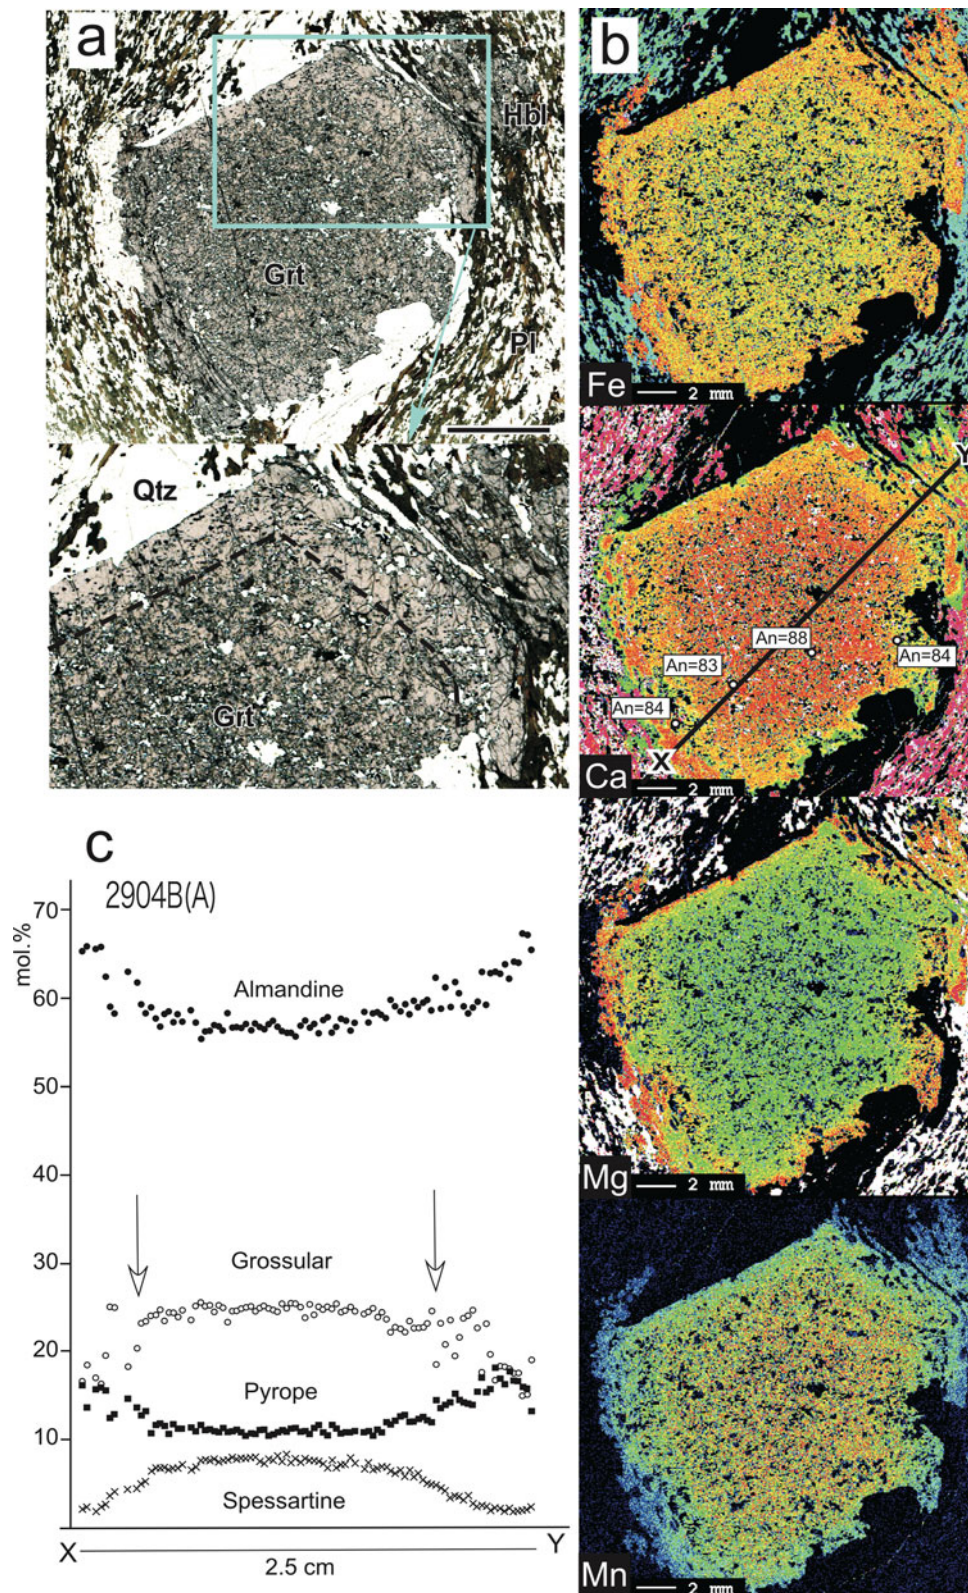 a
Hbl
Grt
Pl
Qtz
Grt
b
Fe
2 mm
Y
An=88
An=83
An=84
An=84
X
Ca
2 mm
Mg
2 mm
Mn
2 mm
c
2904B(A)
mol.%
70
60
50
40
30
20
10
Almandine
Grossular
Pyrope
Spessartine
X
Y
2.5 cm